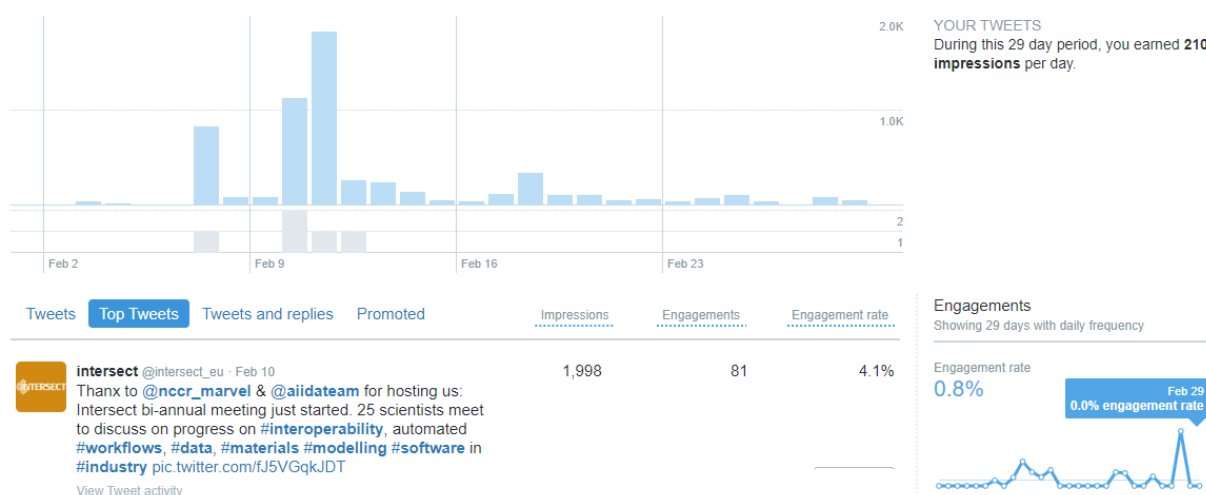 2.0K
1.0K
2
1
Feb 2
Feb 9
Feb 16
Feb 23
YOUR TWEETS
During this 29 day period, you earned 210
impressions per day.
Tweets
Top Tweets
Tweets and replies
Promoted
Impressions
Engagements
Engagement rate
INTERSECT
intersect @intersect_eu · Feb 10
Thanx to @nccr_marvel & @aiidateam for hosting us:
Intersect bi-annual meeting just started. 25 scientists meet
to discuss on progress on #interoperability, automated
#workflows, #data, #materials #modelling #software in
#industry pic.twitter.com/fJ5VGqkJDT
View Tweet activity
1,998
81
4.1%
Engagements
Showing 29 days with daily frequency
Engagement rate
0.8%
Feb 29
0.0% engagement rate